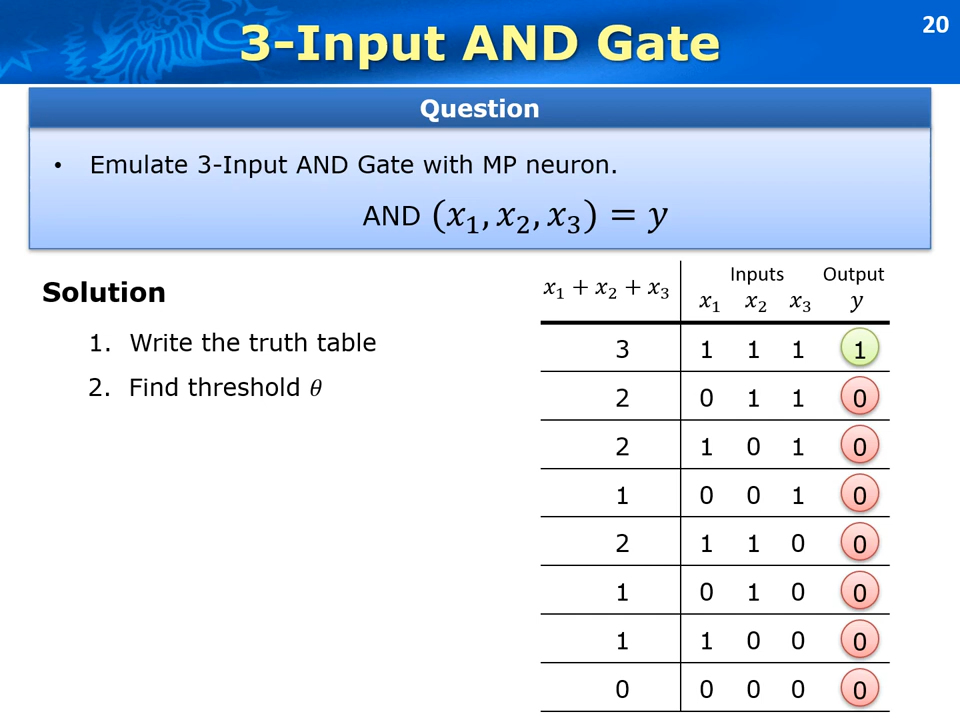 3-Input AND Gate
20
Question
• Emulate 3-Input AND Gate with MP neuron.
AND (x₁, x₂, x₃) = y
Solution
1. Write the truth table
2. Find threshold θ
x₁ + x₂ + x₃ Inputs Output
x₁ x₂ x₃ y
3 1 1 1 1
2 0 1 1 0
2 1 0 1 0
1 0 0 1 0
2 1 1 0 0
1 0 1 0 0
1 1 0 0 0
0 0 0 0 0